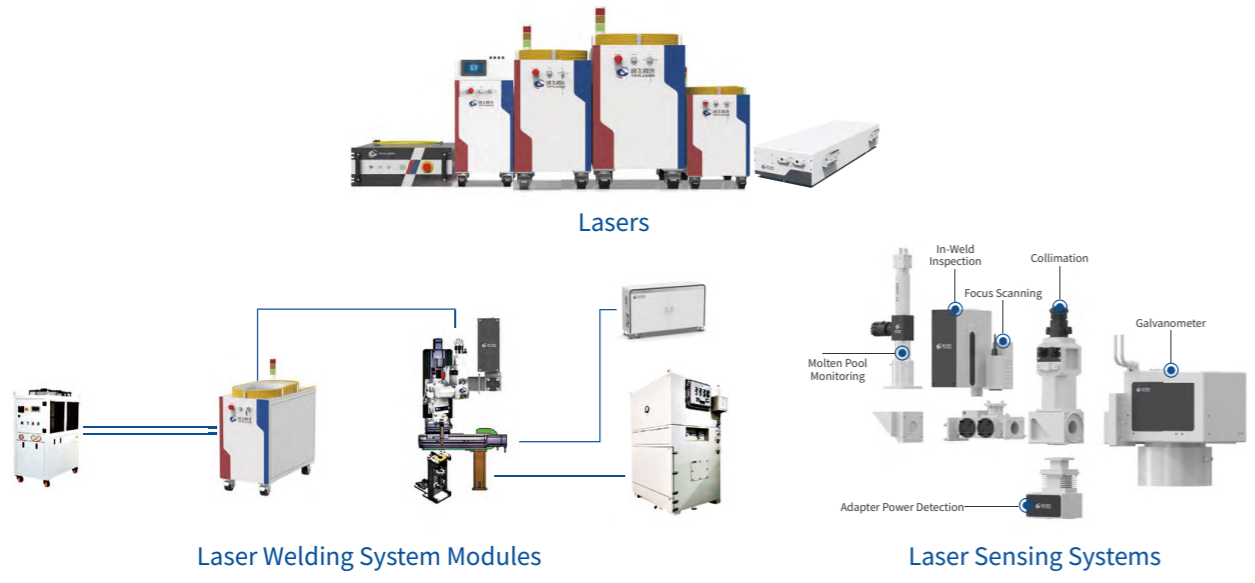 Lasers
In-Weld
Inspection
Collimation
Focus Scanning
Galvanometer
Molten Pool
Monitoring
Adapter Power Detection
Laser Welding System Modules
Laser Sensing Systems